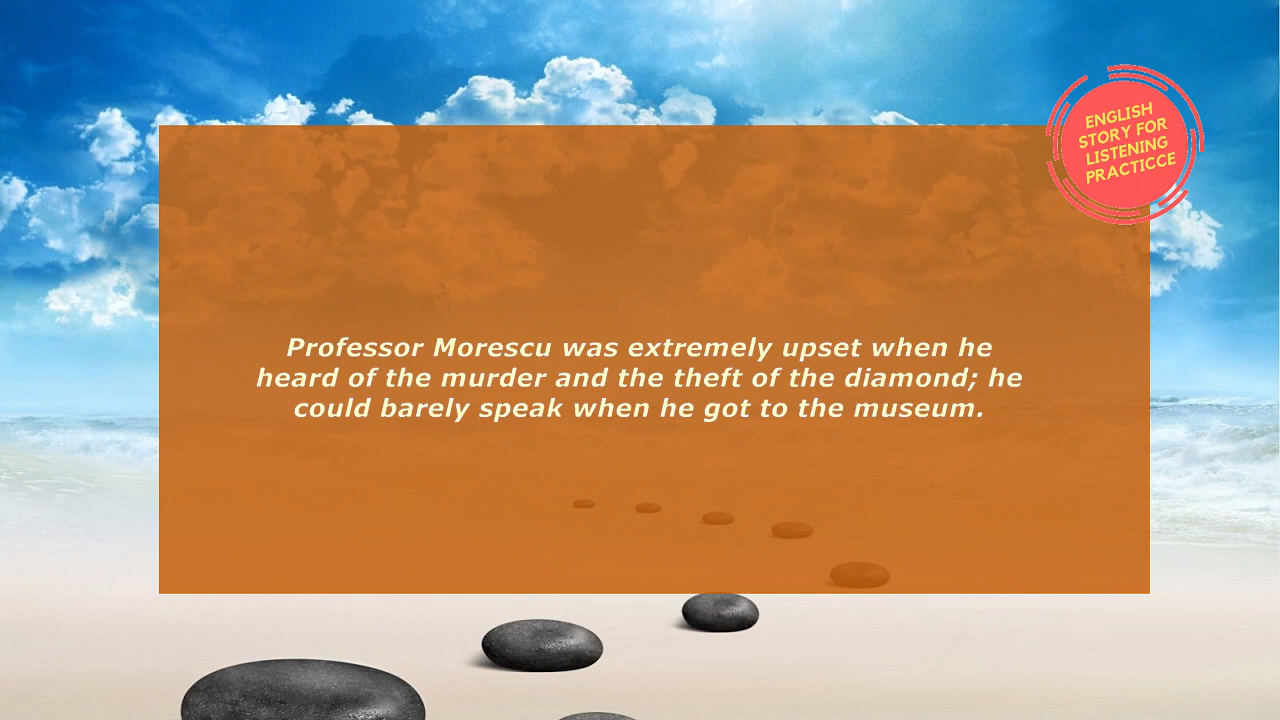 ENGLISH
STORY FOR
LISTENING
PRACTICCE
Professor Morescu was extremely upset when he
heard of the murder and the theft of the diamond; he
could barely speak when he got to the museum.